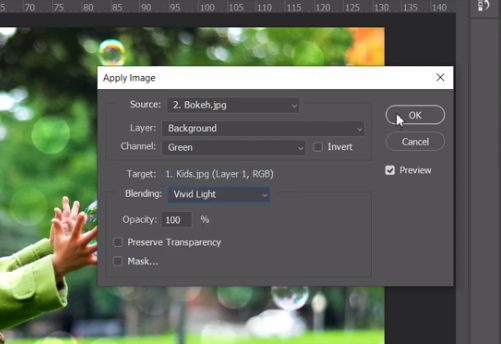 65 70 75 80 85 90 95 100 105 110 115 120 125 130 135 140
Apply Image
Source: 2. Bokeh.jpg
Layer: Background
Channel: Green Invert
Target: 1. Kids.jpg (Layer 1, RGB)
Blending: Vivid Light
Opacity: 100 %
Preserve Transparency
Mask...
OK
Cancel
Preview